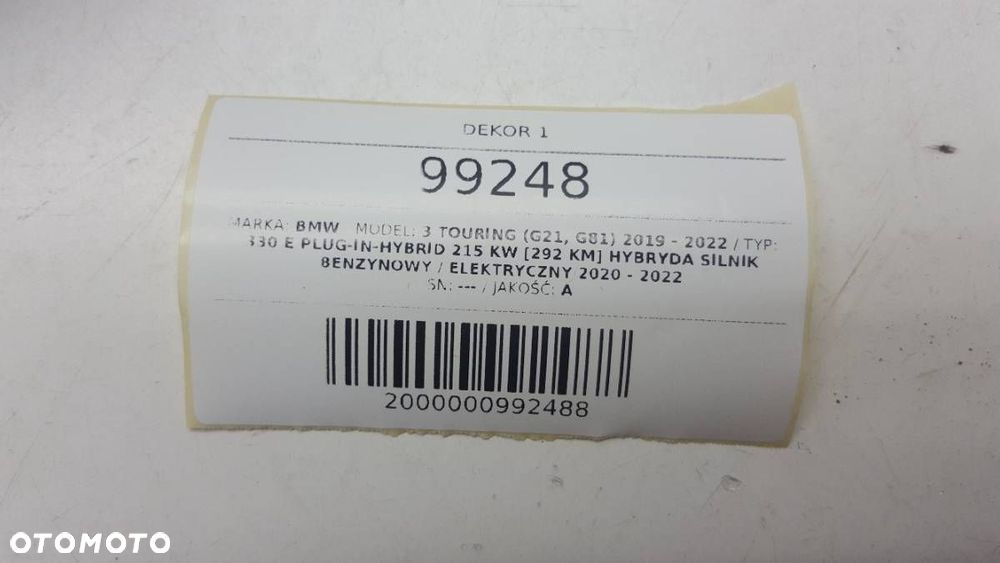 DEKOR 1
99248
MARKA: BMW MODEL: 3 TOURING (G21, G81) 2019 - 2022 / TYP:
330 E PLUG-IN-HYBRID 215 KW [292 KM] HYBRYDA SILNIK
BENZYNOWY / ELEKTRYCZNY 2020 - 2022
SN: --- / JAKOŚĆ: A
2000000992488
OTOMOTO